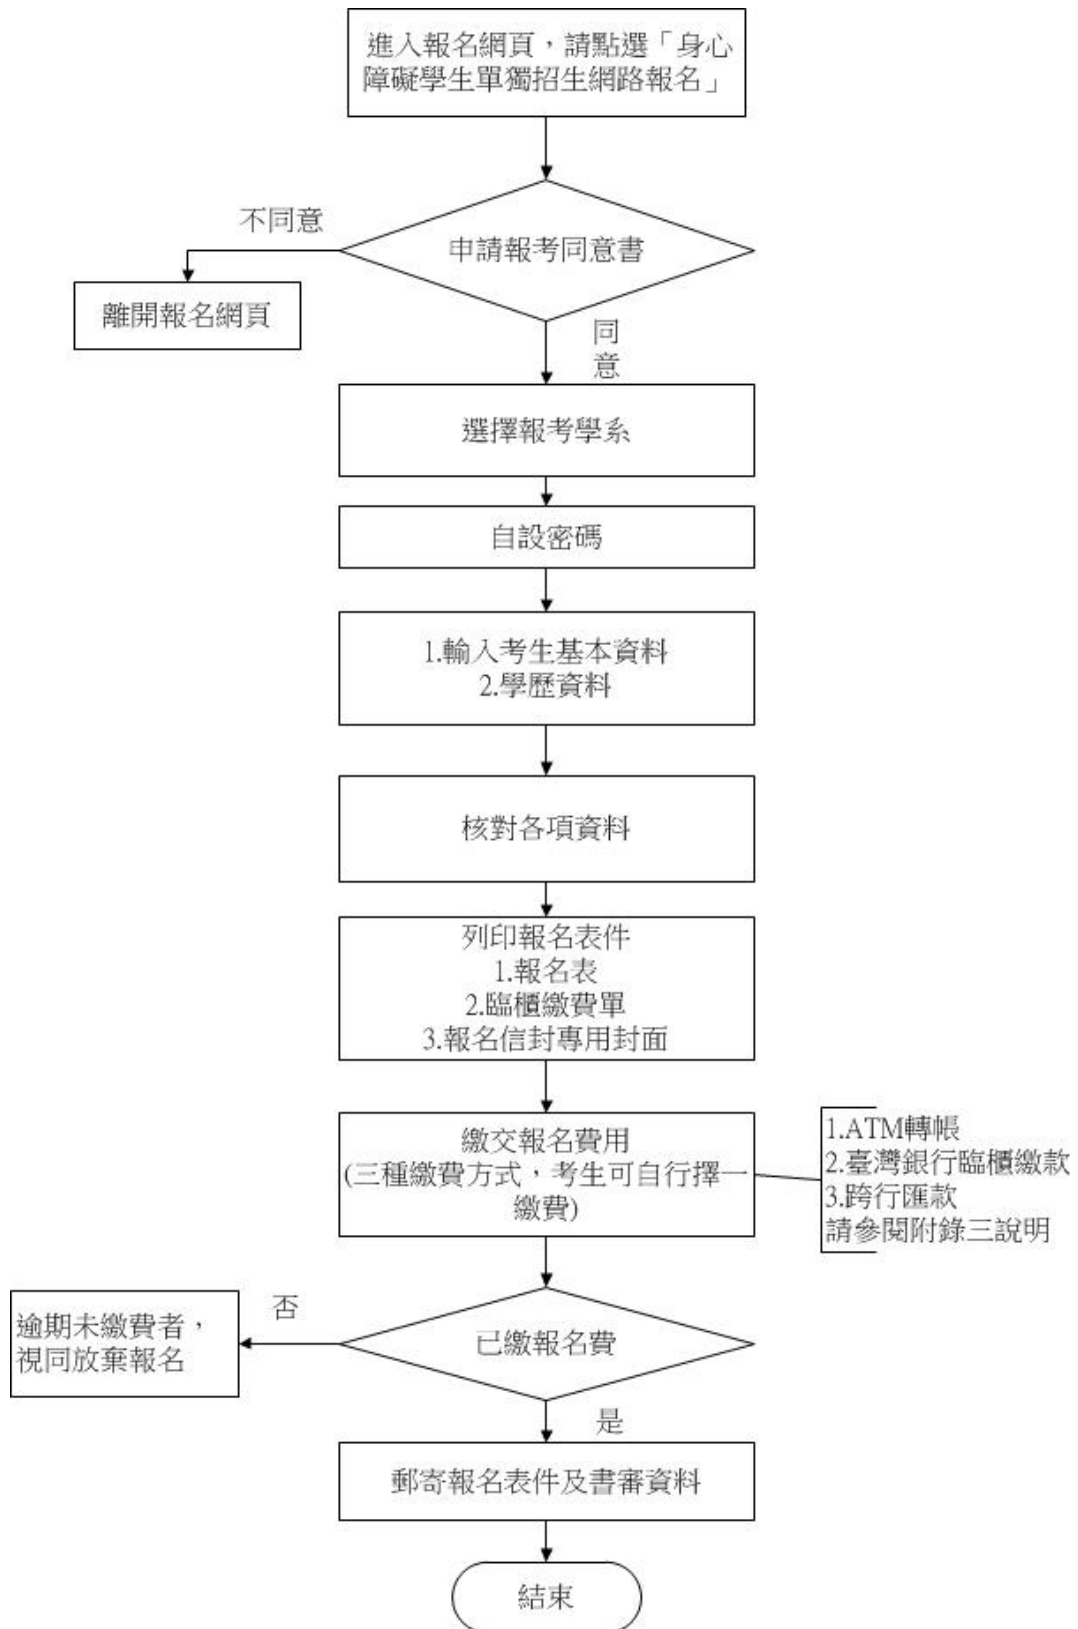 進入報名網頁，請點選「身心
障礙學生單獨招生網路報名」
不同意
申請報考同意書
離開報名網頁
同
意
選擇報考學系
自設密碼
1.輸入考生基本資料
2.學歷資料
核對各項資料
列印報名表件
1.報名表
2.臨櫃繳費單
3.報名信封專用封面
繳交報名費用
(三種繳費方式，考生可自行擇一
繳費)
1.ATM轉帳
2.臺灣銀行臨櫃繳款
3.跨行匯款
請參閱附錄三說明
否
逾期未繳費者，
視同放棄報名
已繳報名費
是
郵寄報名表件及書審資料
結束